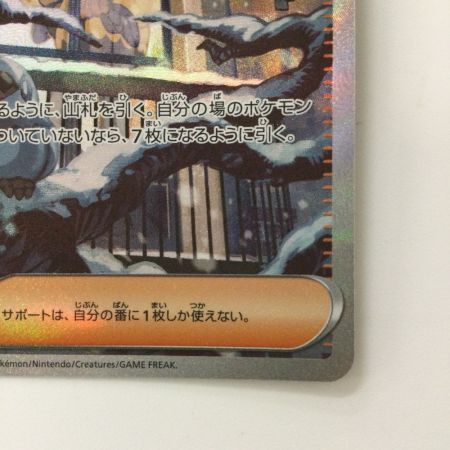 るように、山札を引く。自分の場のポケモン
ついていないなら、7枚になるように引く。
サポートは、自分の番に1枚しか使えない。
okémon/Nintendo/Creatures/GAME FREAK.